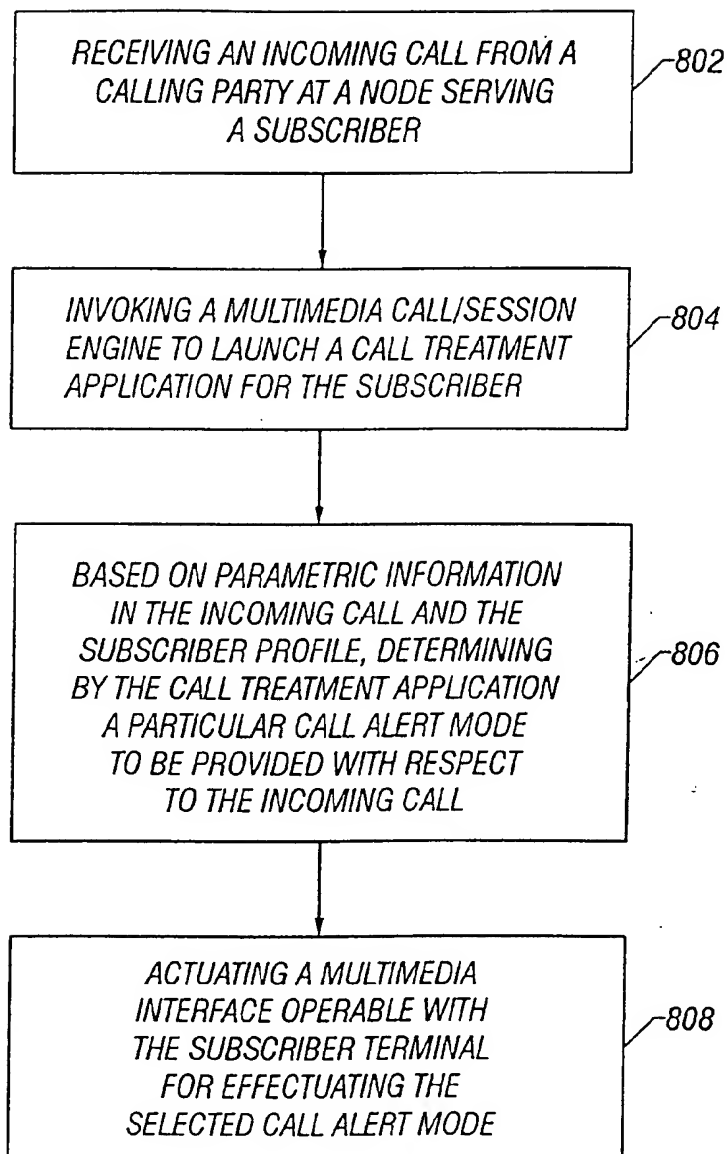 RECEIVING AN INCOMING CALL FROM A
CALLING PARTY AT A NODE SERVING
A SUBSCRIBER
802
INVOKING A MULTIMEDIA CALL/SESSION
ENGINE TO LAUNCH A CALL TREATMENT
APPLICATION FOR THE SUBSCRIBER
804
BASED ON PARAMETRIC INFORMATION
IN THE INCOMING CALL AND THE
SUBSCRIBER PROFILE, DETERMINING
BY THE CALL TREATMENT APPLICATION
A PARTICULAR CALL ALERT MODE
TO BE PROVIDED WITH RESPECT
TO THE INCOMING CALL
806
ACTUATING A MULTIMEDIA
INTERFACE OPERABLE WITH
THE SUBSCRIBER TERMINAL
FOR EFFECTUATING THE
SELECTED CALL ALERT MODE
808